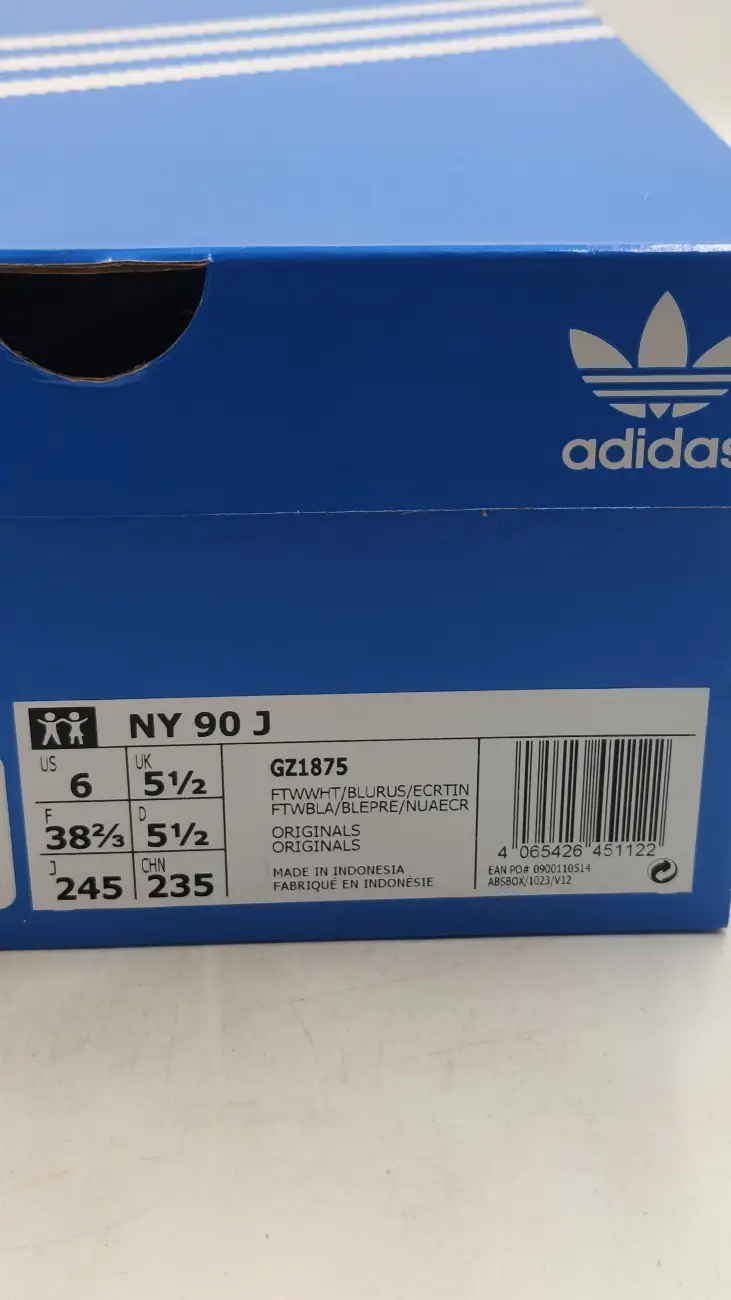 adidas
NY 90 J
US 6
UK 5½
F 38⅔
D 5½
J 245
CHN 235
GZ1875
FTWWHT/BLURUS/ECRTIN
FTWBLA/BLEPRE/NUAECR
ORIGINALS
ORIGINALS
MADE IN INDONESIA
FABRIQUÉ EN INDONÉSIE
4 065426 451122
EAN PO# 0900110514
ABSBOX/1023/V12